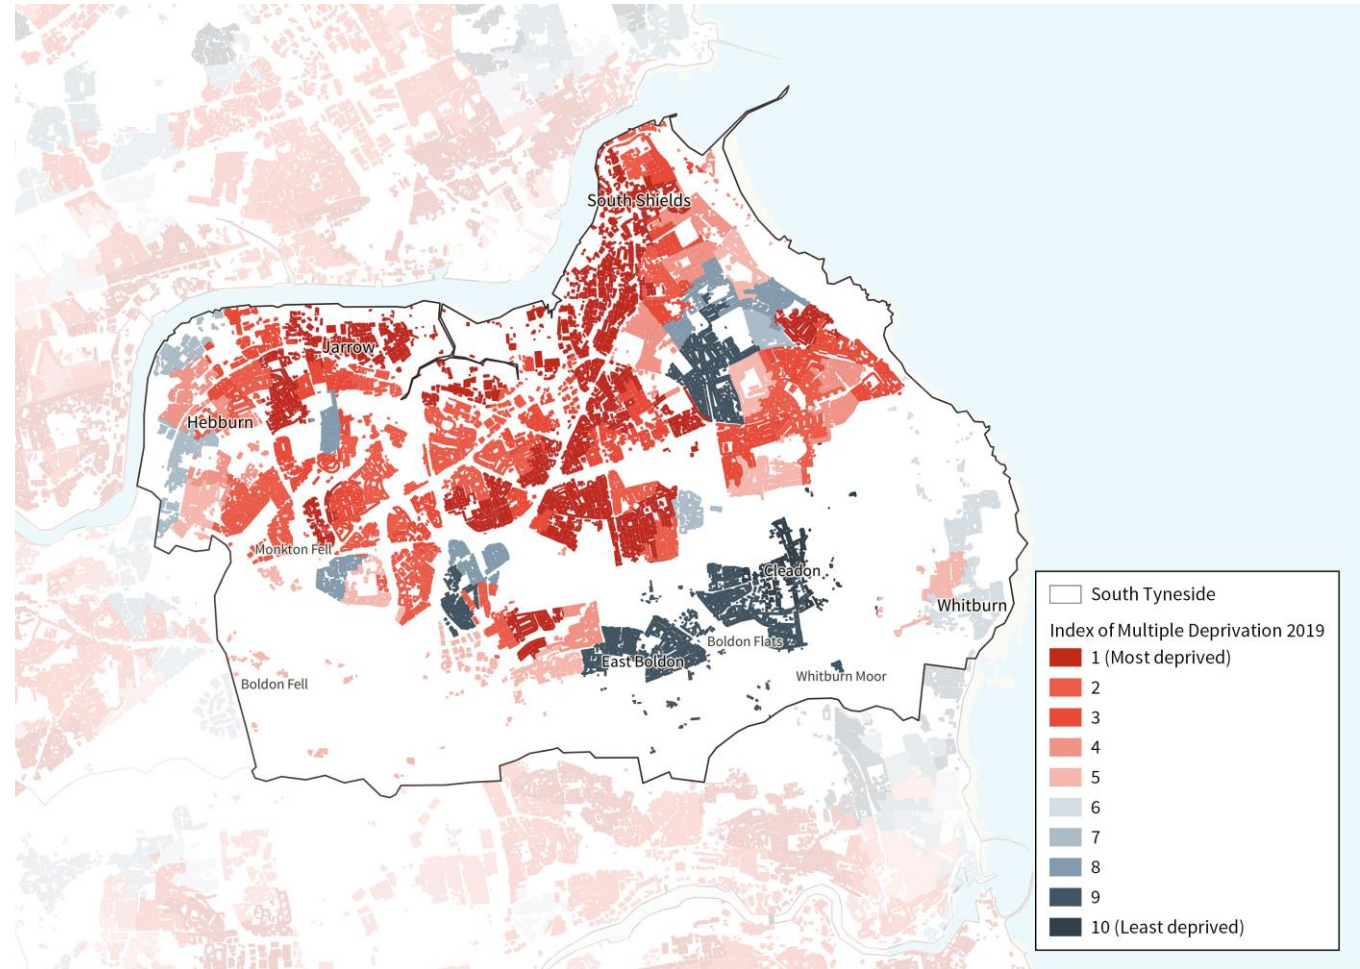 South Shields
Jarrow
Hebburn
Monkton Fell
Cleadon
Whitburn
Boldon Flats
East Boldon
Whitburn Moor
Boldon Fell
South Tyneside
Index of Multiple Deprivation 2019
1 (Most deprived)
2
3
4
5
6
7
8
9
10 (Least deprived)